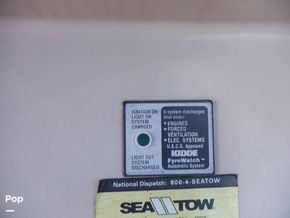 IGNITION ON
LIGHT ON
SYSTEM
CHARGED
LIGHT OUT
SYSTEM
DISCHARGED
If system discharges
shut down:
• ENGINES
• FORCED
VENTILATION
• ELEC. SYSTEMS
U.S.C.G. Approved
KIDDE
FyreWatch™
Automatic System
National Dispatch: 800-4-SEATOW
SEA TOW
Pop